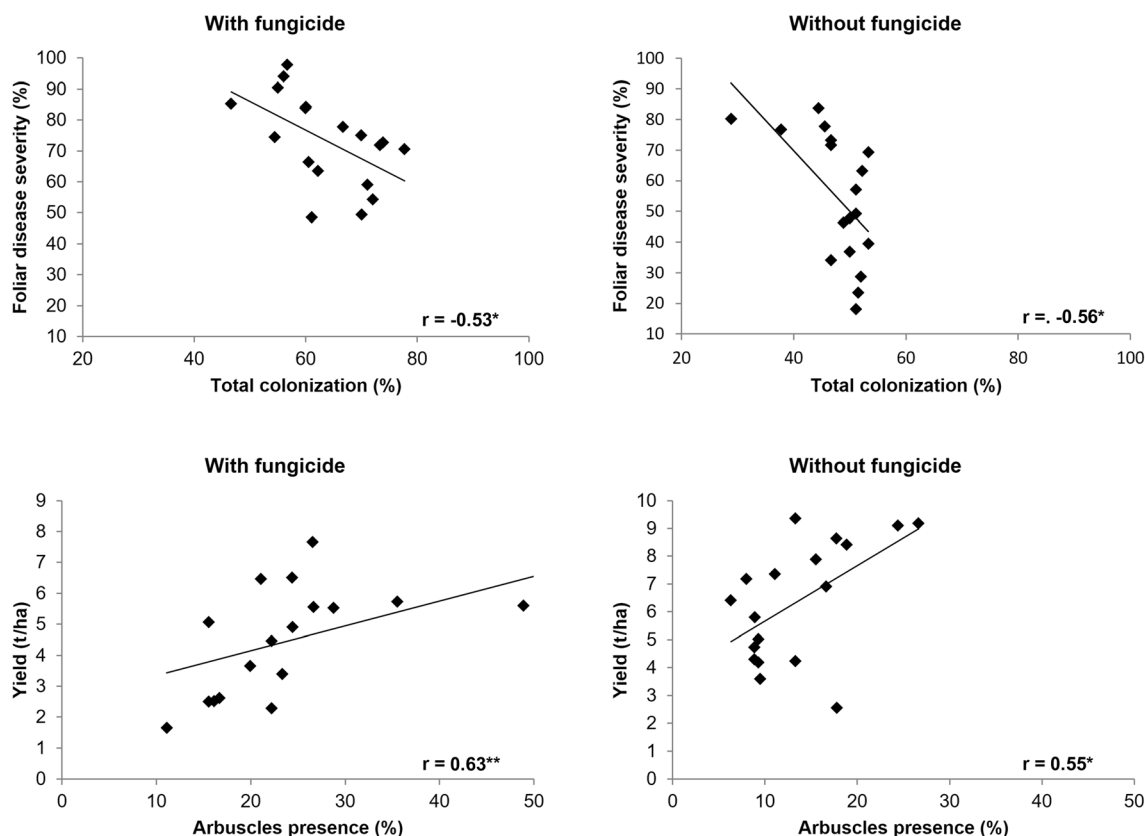 With fungicide
100
90
80
70
60
50
40
30
20
10
Foliar disease severity (%)
r = -0.53*
20 40 60 80 100
Total colonization (%)
Without fungicide
100
90
80
70
60
50
40
30
20
10
Foliar disease severity (%)
r =. -0.56*
20 40 60 80 100
Total colonization (%)
With fungicide
9
8
7
6
5
4
3
2
1
0
Yield (t/ha)
r = 0.63**
0 10 20 30 40 50
Arbuscles presence (%)
Without fungicide
10
9
8
7
6
5
4
3
2
1
0
Yield (t/ha)
r = 0.55*
0 10 20 30 40 50
Arbuscles presence (%)